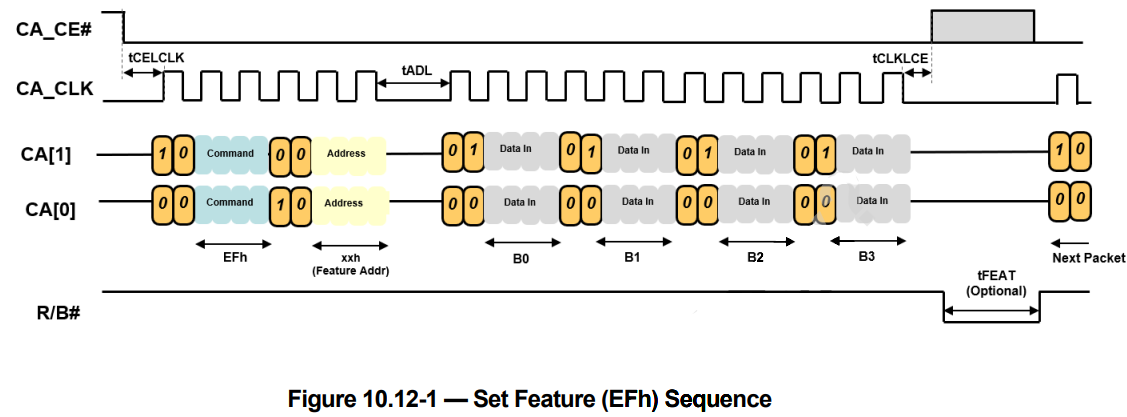 CA_CE#
tCELCLK
tCLKLCE
tADL
CA_CLK
CA[1]
1 0 Command 0 0 Address 0 1 Data In 0 1 Data In 0 1 Data In 0 1 Data In 1 0
CA[0]
0 0 Command 1 0 Address 0 0 Data In 0 0 Data In 0 0 Data In 0 0 Data In 0 0
EFh
xxh
(Feature Addr)
B0
B1
B2
B3
Next Packet
tFEAT
(Optional)
R/B#
Figure 10.12-1 — Set Feature (EFh) Sequence